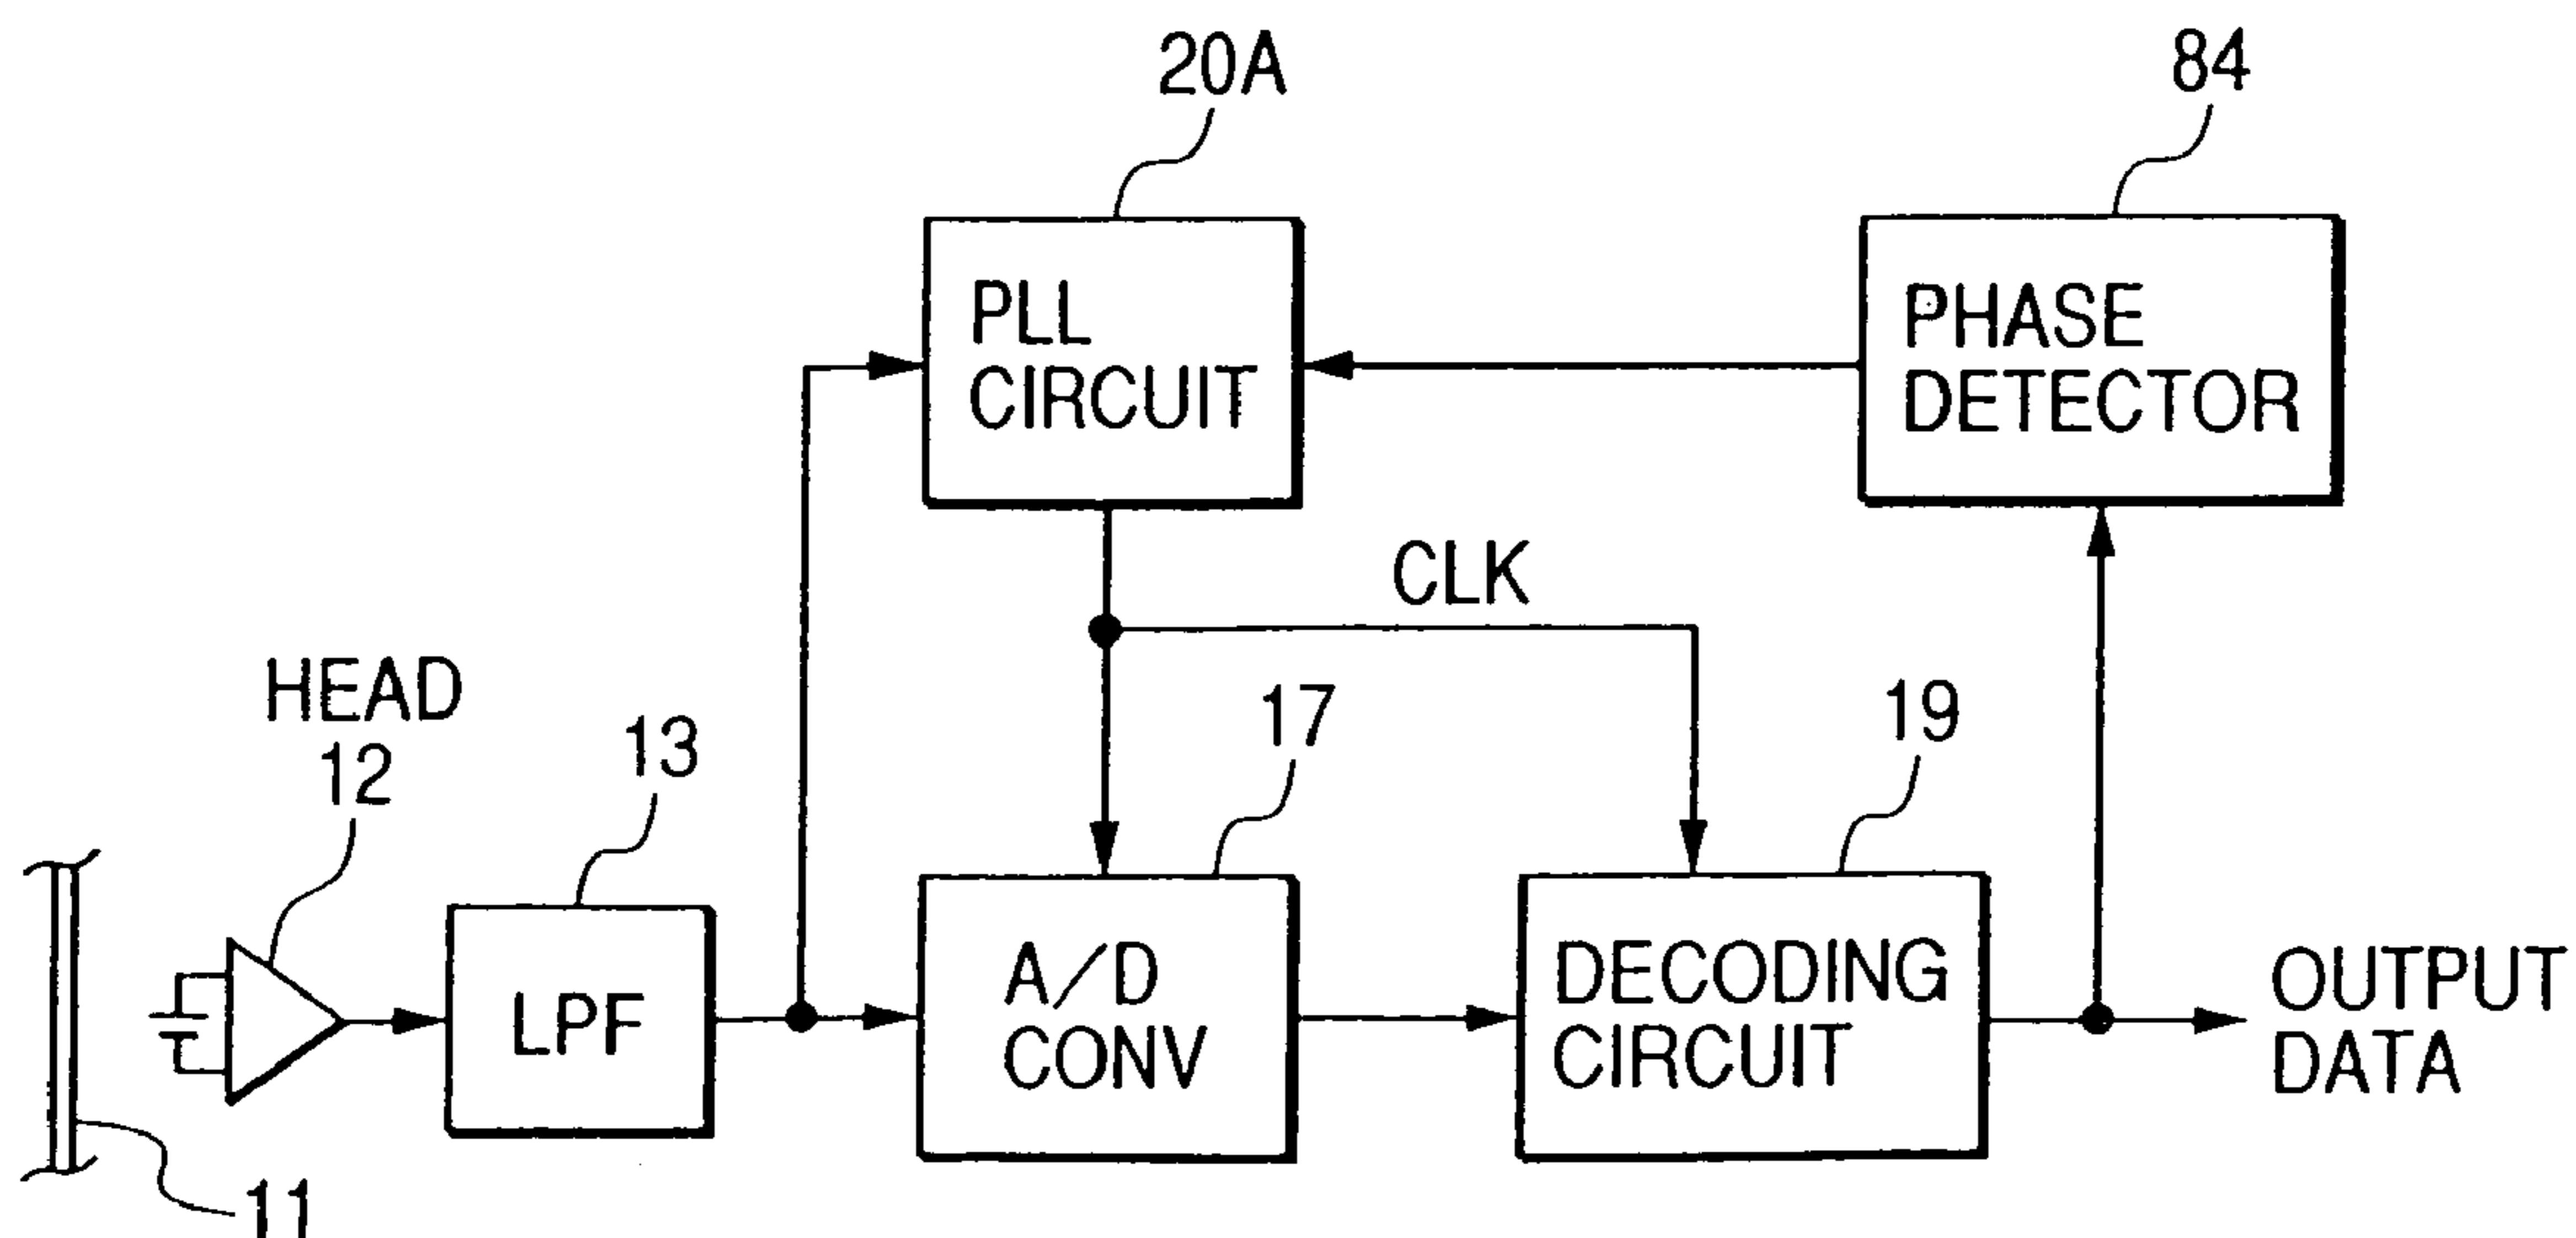 20A
84
PLL
CIRCUIT
PHASE
DETECTOR
CLK
HEAD
12
13
17
19
LPF
A/D
CONV
DECODING
CIRCUIT
OUTPUT
DATA
11